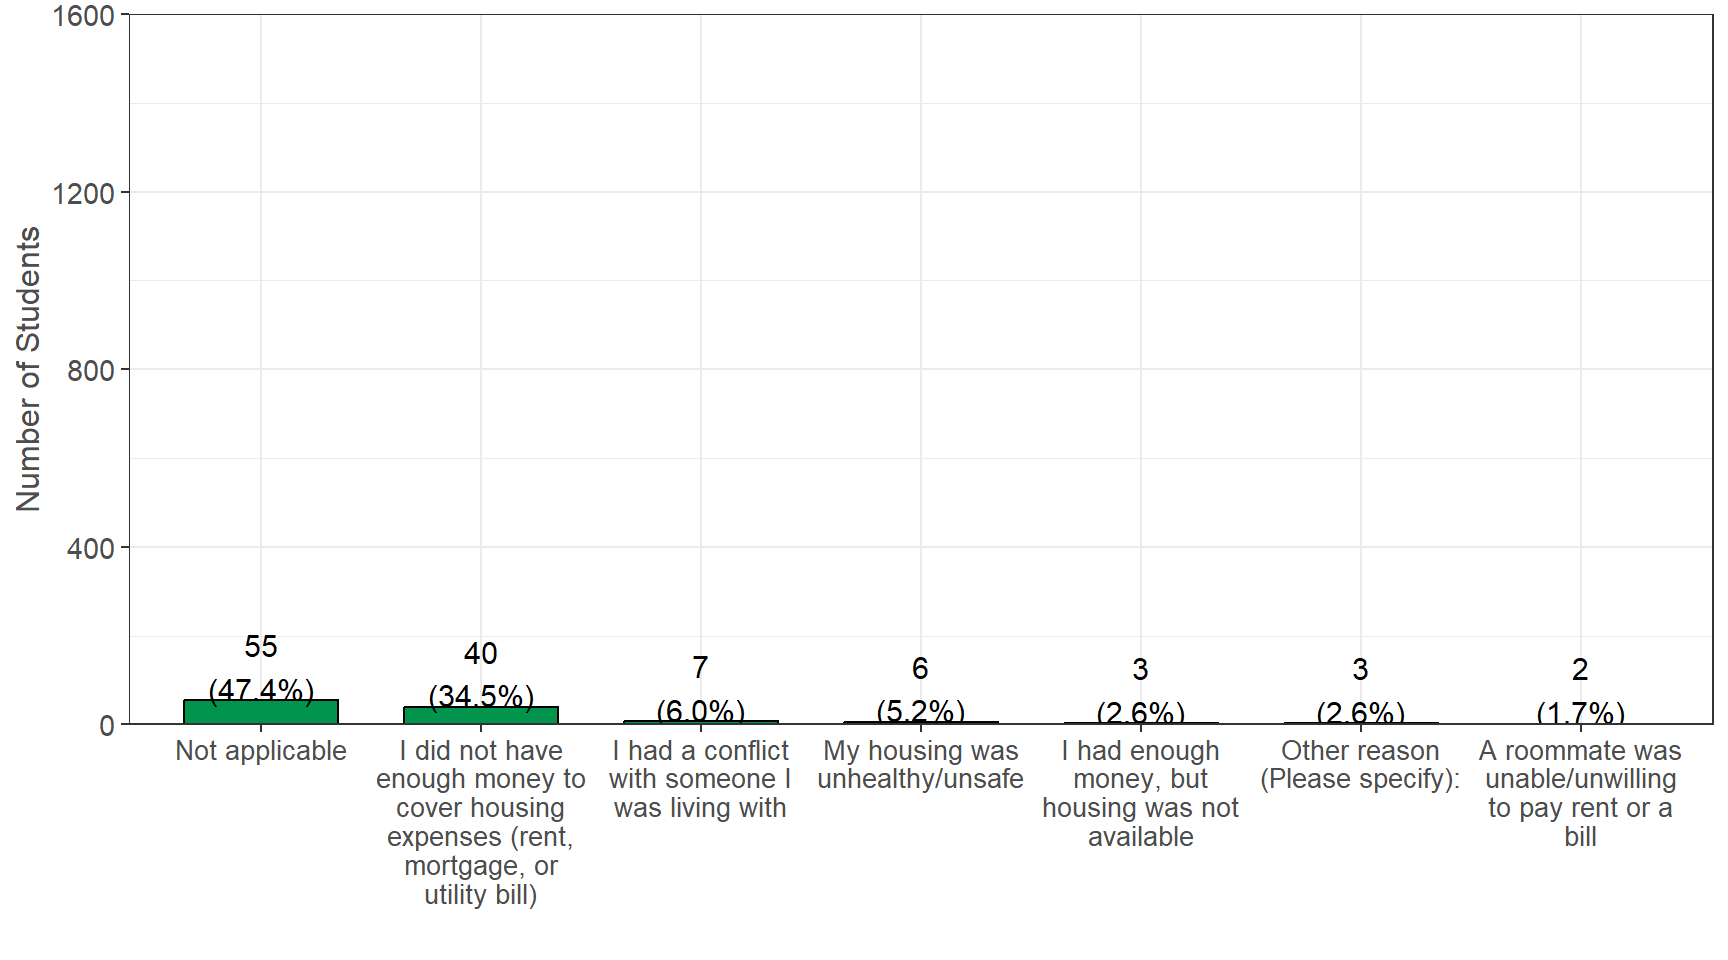 1600
1200
800
400
0
Number of Students
55
(47.4%)
40
(34.5%)
7
(6.0%)
6
(5.2%)
3
(2.6%)
3
(2.6%)
2
(1.7%)
Not applicable
I did not have
enough money to
cover housing
expenses (rent,
mortgage, or
utility bill)
I had a conflict
with someone I
was living with
My housing was
unhealthy/unsafe
I had enough
money, but
housing was not
available
Other reason
(Please specify):
A roommate was
unable/unwilling
to pay rent or a
bill